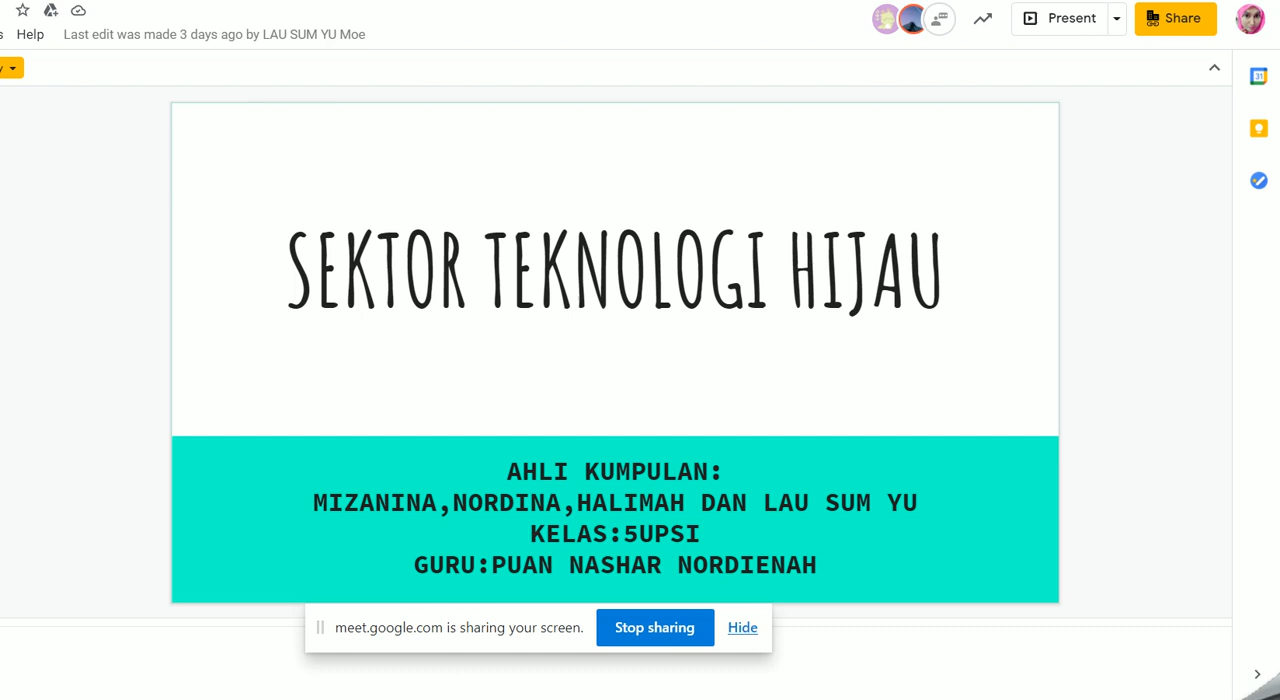 Help Last edit was made 3 days ago by LAU SUM YU Moe
Present
Share
31
SEKTOR TEKNOLOGI HIJAU
AHLI KUMPULAN:
MIZANINA,NORDINA,HALIMAH DAN LAU SUM YU
KELAS:5UPSI
GURU:PUAN NASHAR NORDIENAH
meet.google.com is sharing your screen. Stop sharing Hide